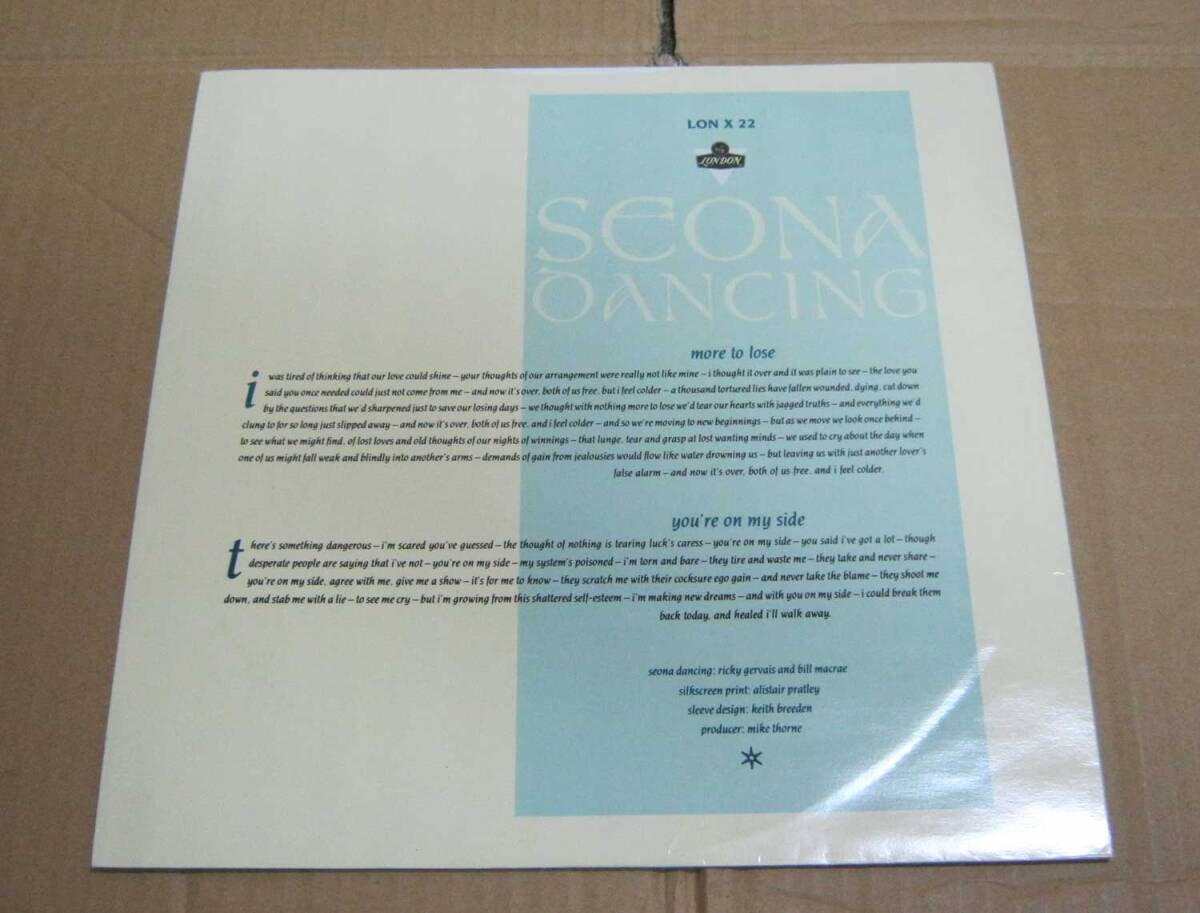 LON X 22
LONDON
SEONA
DANCING
more to lose
i was tired of thinking that our love could shine – your thoughts of our arrangement were really not like mine – i thought it over and it was plain to see – the love you
said you once needed could just not come from me – and now it's over, both of us free, but i feel colder – a thousand tortured lies have fallen wounded, dying, cut down
by the questions that we'd sharpened just to save our losing days – we thought with nothing more to lose we'd tear our hearts with jagged truths – and everything we'd
clung to for so long just slipped away – and now it's over, both of us free, and i feel colder – and so we're moving to new beginnings – but as we move we look once behind –
to see what we might find, of lost loves and old thoughts of our nights of winnings – that lunge, tear and grasp at lost wanting minds – we used to cry about the day when
one of us might fall weak and blindly into another's arms – demands of gain from jealousies would flow like water drowning us – but leaving us with just another lover's
false alarm – and now it's over, both of us free, and i feel colder.
you're on my side
there's something dangerous – i'm scared you've guessed – the thought of nothing is tearing luck's caress – you're on my side – you said i've got a lot – though
desperate people are saying that i've not – you're on my side – my system's poisoned – i'm torn and bare – they tire and waste me – they take and never share –
you're on my side, agree with me, give me a show – it's for me to know – they scratch me with their cocksure ego gain – and never take the blame – they shoot me
down, and stab me with a lie – to see me cry – but i'm growing from this shattered self-esteem – i'm making new dreams – and with you on my side – i could break them
back today, and healed i'll walk away.
seona dancing: ricky gervais and bill macrae
silkscreen print: alistair pratley
sleeve design: keith breeden
producer: mike thorne